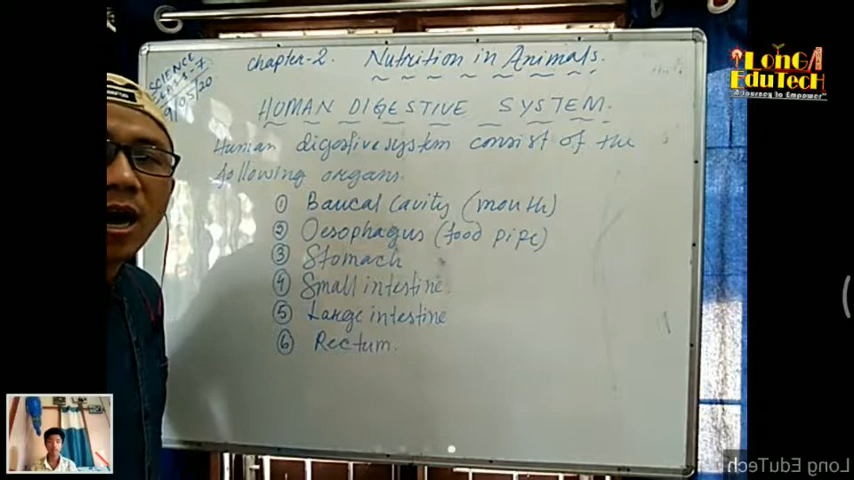 SCIENCE
CLASS-7
9/05/20
chapter-2. Nutrition in Animals.
HUMAN DIGESTIVE SYSTEM.
Human digestive system consist of the
following organs.
① Baucal Cavity (mouth)
② Oesophagus (food pipe)
③ Stomach
④ Small intestine.
⑤ Large intestine
⑥ Rectum.
LonGA
EduTecH
A Journey to Empower
Long EduTech